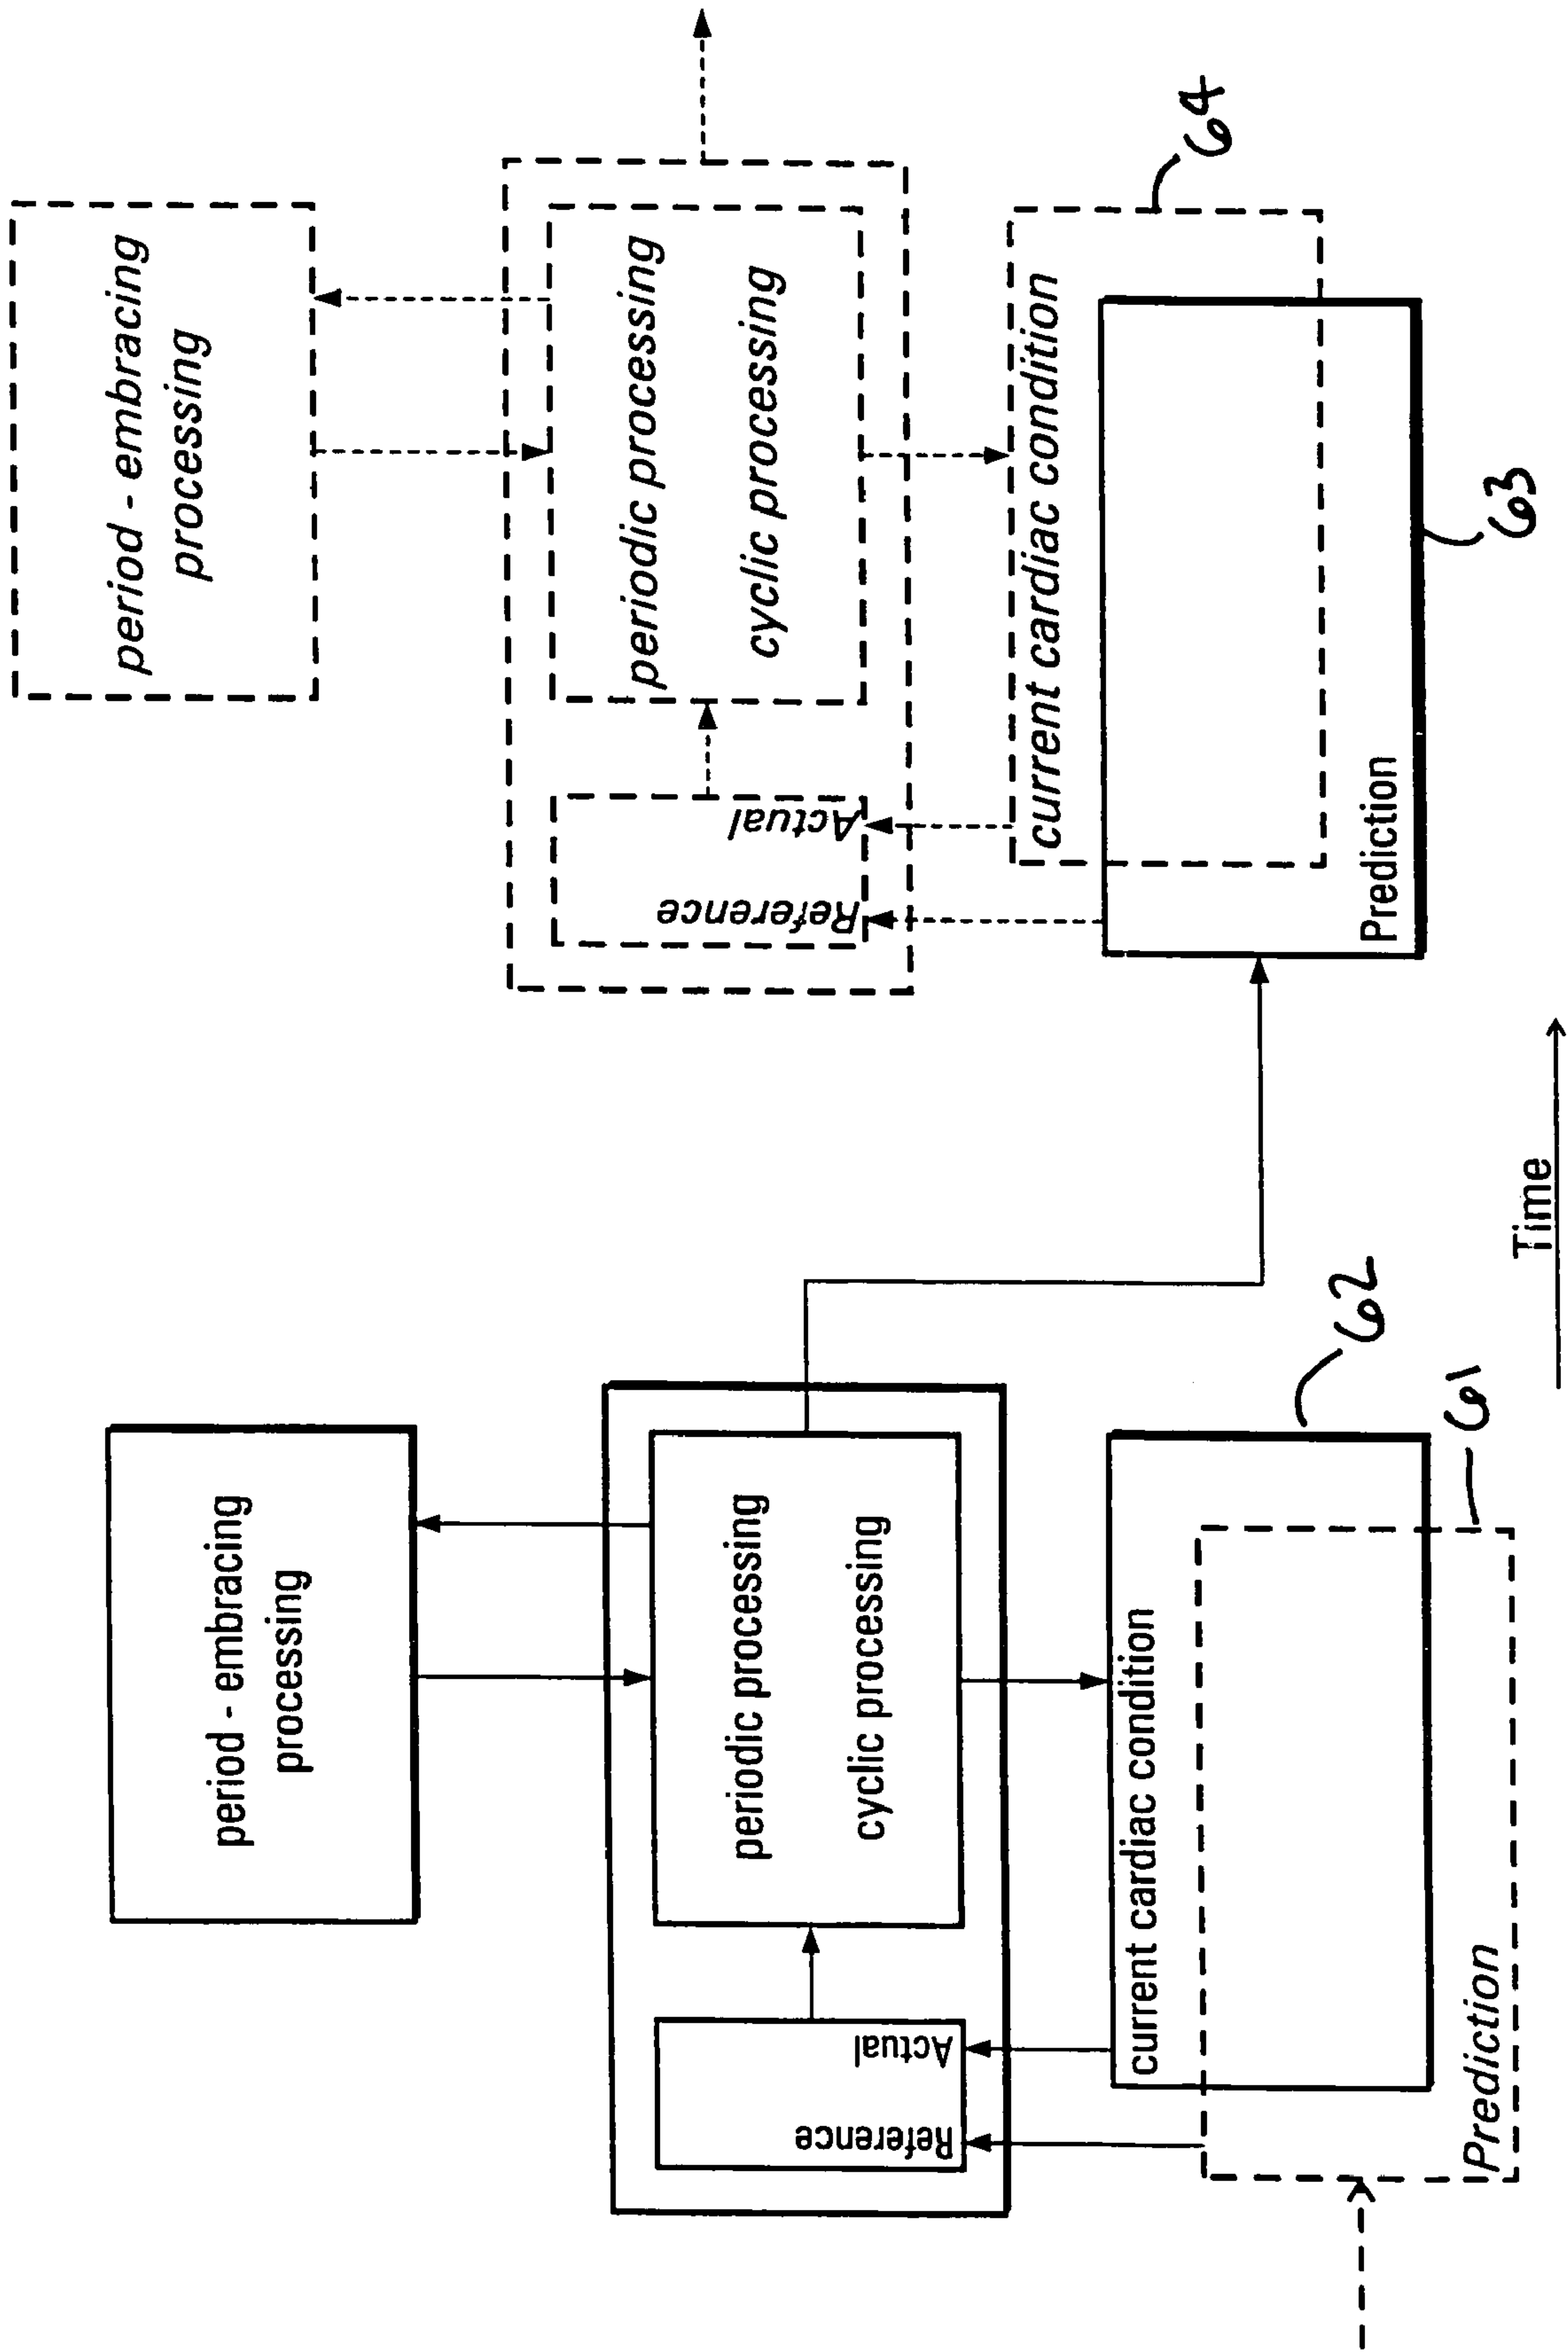 period - embracing
processing
periodic processing
cyclic processing
Actual
Reference
current cardiac condition
Prediction
62
61
Time
period - embracing
processing
periodic processing
cyclic processing
Actual
Reference
current cardiac condition
Prediction
64
63